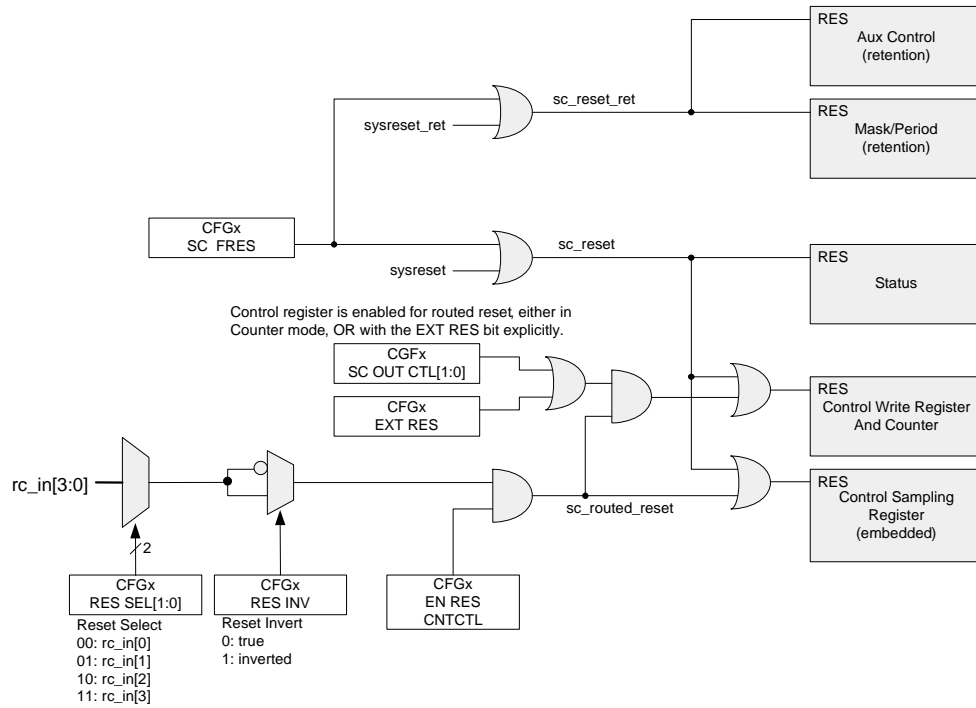 RES
Aux Control
(retention)
sc_reset_ret
sysreset_ret
RES
Mask/Period
(retention)
CFGx
SC FRES
sc_reset
sysreset
RES
Status
Control register is enabled for routed reset, either in
Counter mode, OR with the EXT RES bit explicitly.
CGFx
SC OUT CTL[1:0]
CFGx
EXT RES
RES
Control Write Register
And Counter
rc_in[3:0]
sc_routed_reset
RES
Control Sampling
Register
(embedded)
2
CFGx
RES SEL[1:0]
CFGx
RES INV
CFGx
EN RES
CNTCTL
Reset Select
00: rc_in[0]
01: rc_in[1]
10: rc_in[2]
11: rc_in[3]
Reset Invert
0: true
1: inverted